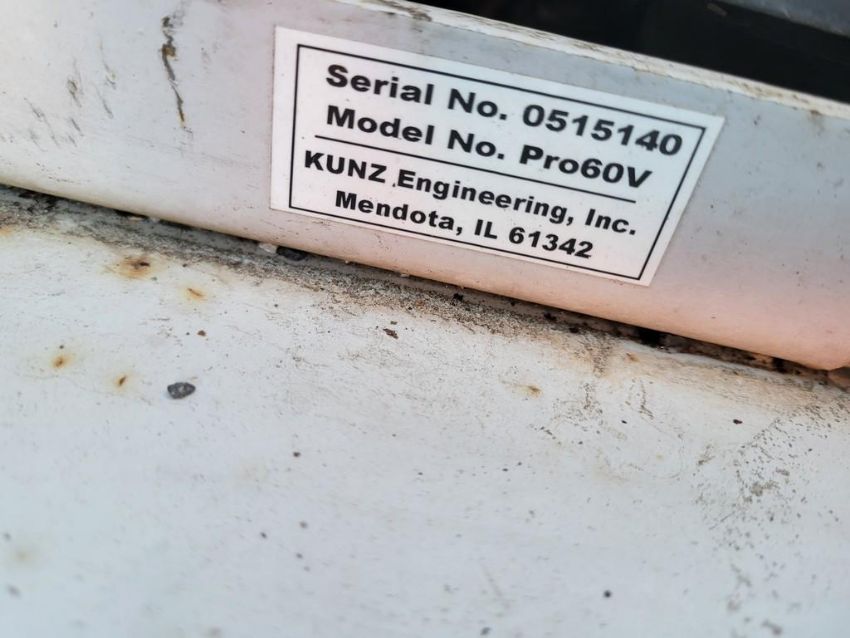 Serial No. 0515140
Model No. Pro60V
KUNZ Engineering, Inc.
Mendota, IL 61342